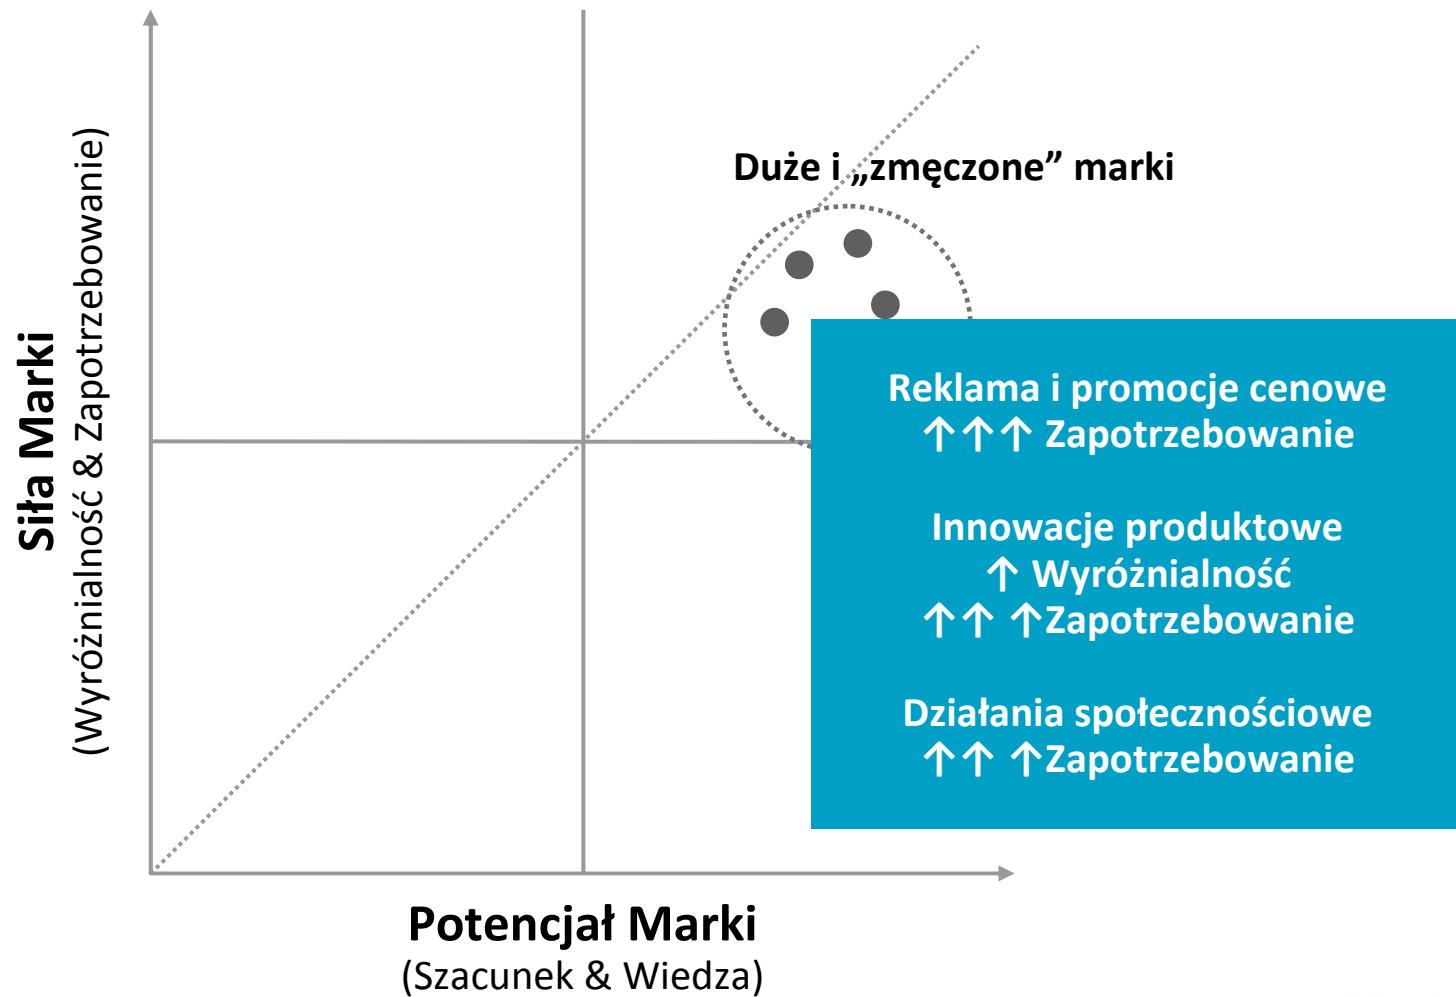 Duże i „zmęczone” marki
Siła Marki
(Wyróżnialność & Zapotrzebowanie)
Reklama i promocje cenowe
↑↑↑ Zapotrzebowanie
Innowacje produktowe
↑ Wyróżnialność
↑↑ ↑Zapotrzebowanie
Działania społecznościowe
↑↑ ↑Zapotrzebowanie
Potencjał Marki
(Szacunek & Wiedza)